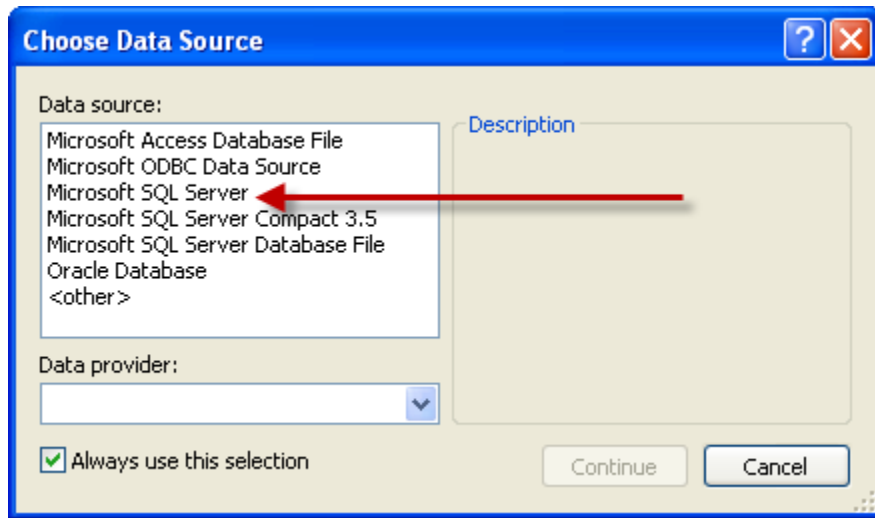 Choose Data Source
Data source:
Microsoft Access Database File
Microsoft ODBC Data Source
Microsoft SQL Server
Microsoft SQL Server Compact 3.5
Microsoft SQL Server Database File
Oracle Database
<other>
Description
Data provider:
Always use this selection
Continue
Cancel